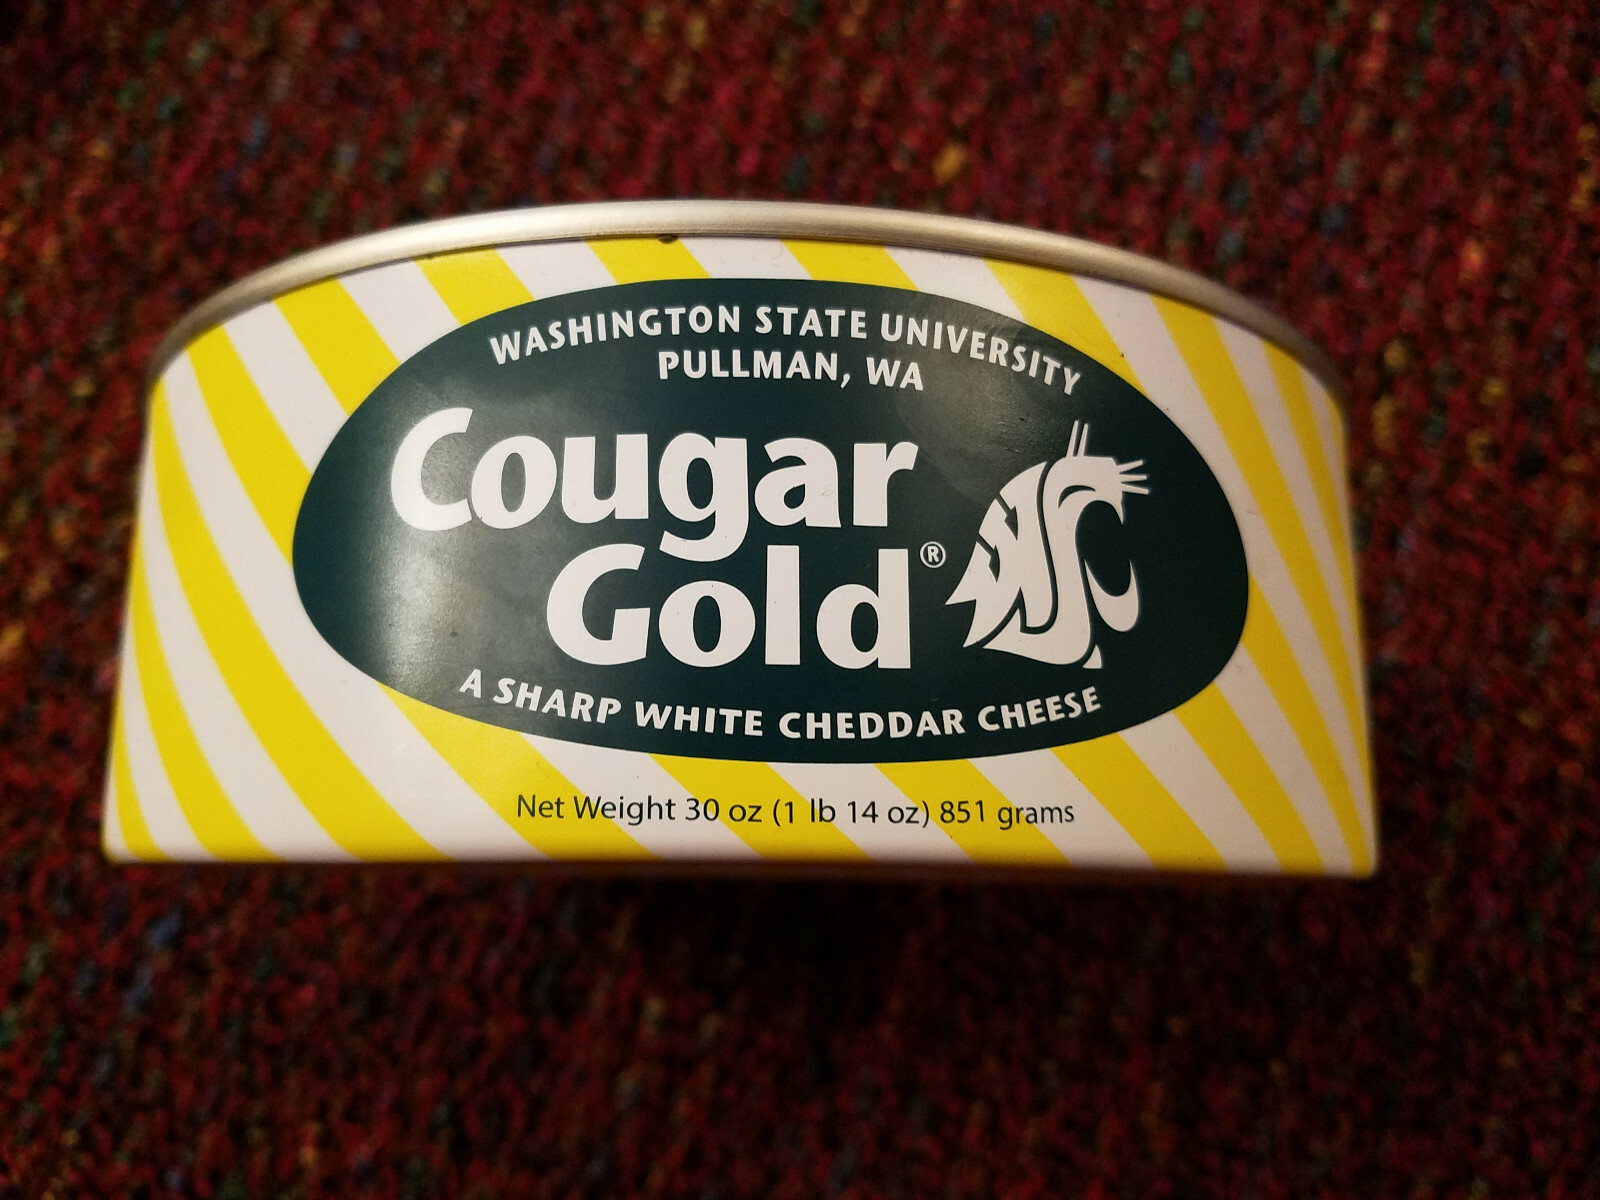 WASHINGTON STATE UNIVERSITY
PULLMAN, WA
Cougar
Gold®
WSC
A SHARP WHITE CHEDDAR CHEESE
Net Weight 30 oz (1 lb 14 oz) 851 grams